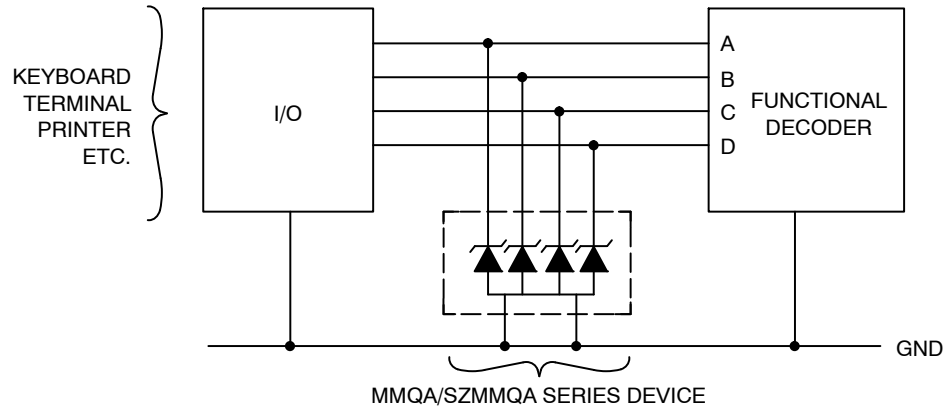 KEYBOARD
TERMINAL
PRINTER
ETC.
I/O
A
B
C
D
FUNCTIONAL
DECODER
GND
MMQA/SZMMQA SERIES DEVICE